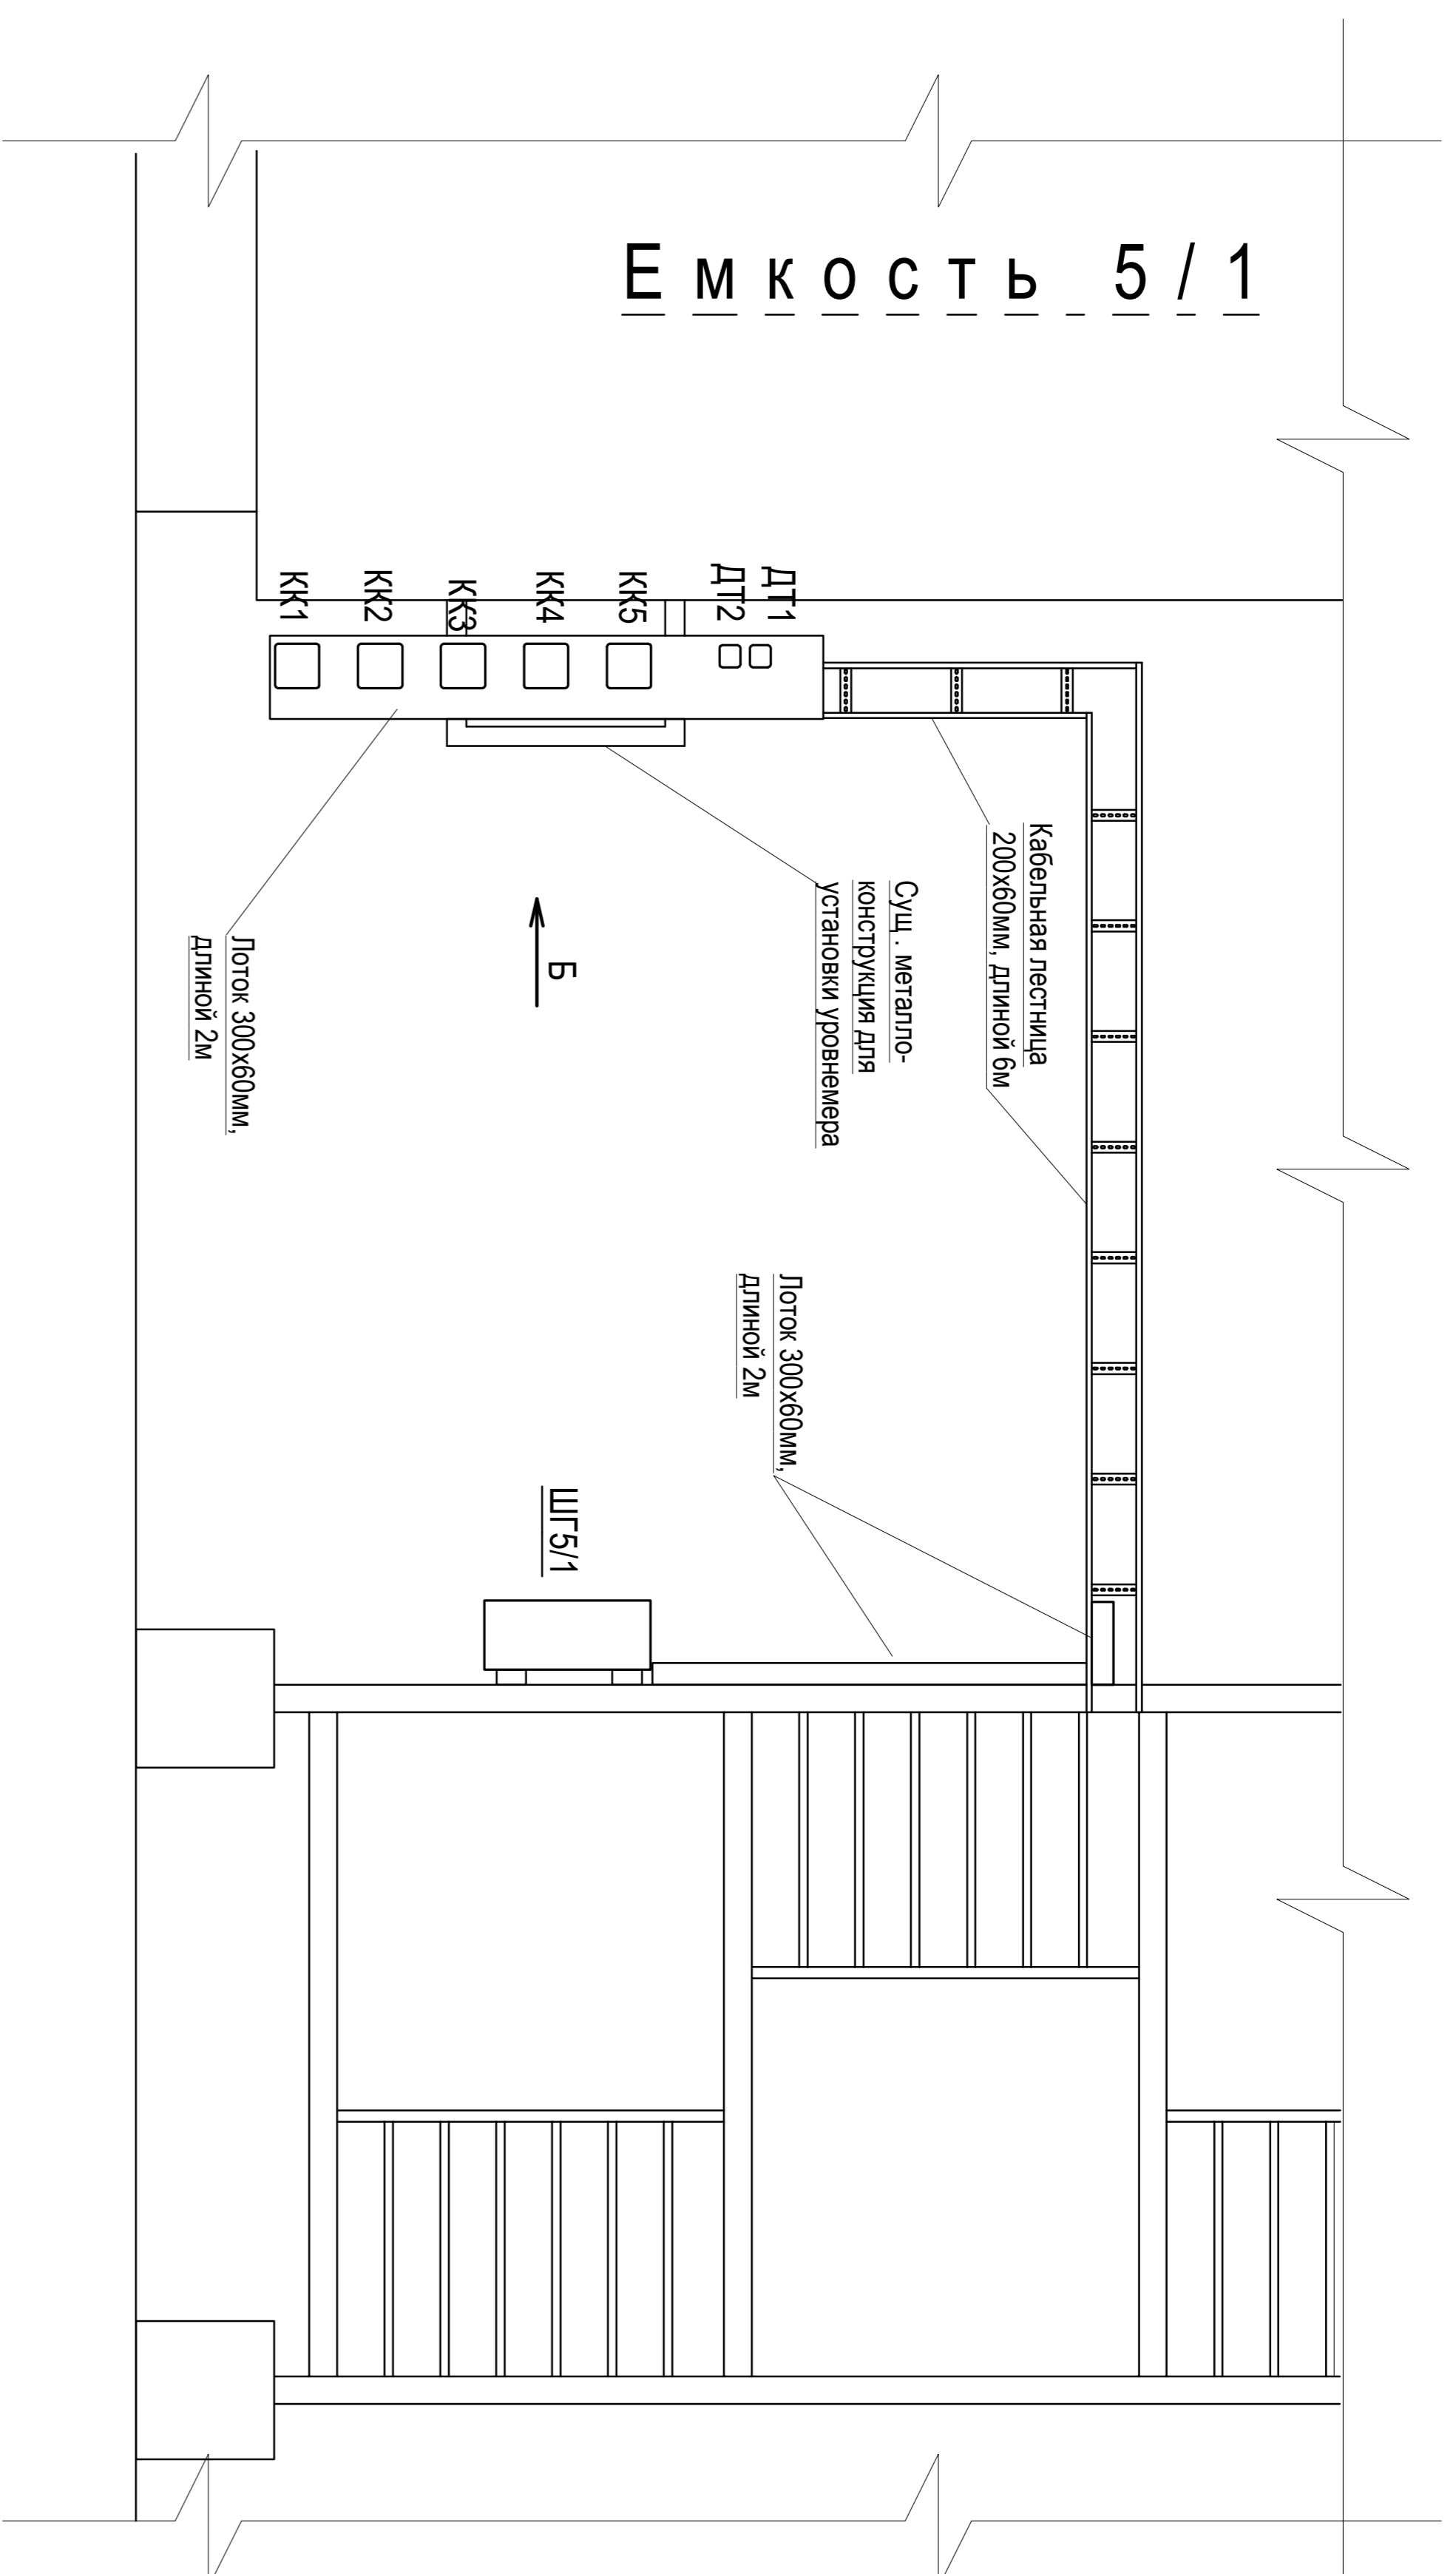 Емкость 5/1
КК1
КК2
КК3
КК4
КК5
ДТ2
ДТ1
Кабельная лестница
200х60мм, длиной 6м
Сущ. металло-
конструкция для
установки уровнемера
Б
Лоток 300х60мм,
длиной 2м
Лоток 300х60мм,
длиной 2м
ШГ5/1